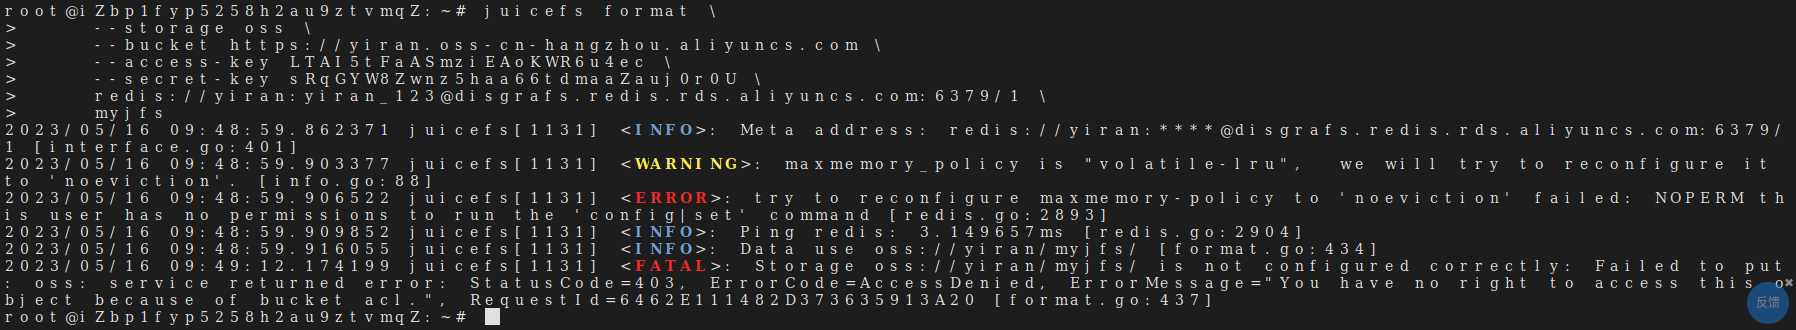 root@iZbp1fyp5258h2au9ztvmqZ:~# juicefs format \
>     --storage oss \
>     --bucket https://yiran.oss-cn-hangzhou.aliyuncs.com \
>     --access-key LTAI5tFaASmziEAoKWR6u4ec \
>     --secret-key sRqGYW8Zwnz5haa66tdmaaZauj0r0U \
>     redis://yiran:yiran_123@disgrafs.redis.rds.aliyuncs.com:6379/1 \
>     myjfs
2023/05/16 09:48:59.862371 juicefs[1131] <INFO>: Meta address: redis://yiran:****@disgrafs.redis.rds.aliyuncs.com:6379/
1 [interface.go:401]
2023/05/16 09:48:59.903377 juicefs[1131] <WARNING>: maxmemory_policy is "volatile-lru",  we will try to reconfigure it
to 'noeviction'. [info.go:88]
2023/05/16 09:48:59.906522 juicefs[1131] <ERROR>: try to reconfigure maxmemory-policy to 'noeviction' failed: NOPERM th
is user has no permissions to run the 'config|set' command [redis.go:2893]
2023/05/16 09:48:59.909852 juicefs[1131] <INFO>: Ping redis: 3.149657ms [redis.go:2904]
2023/05/16 09:48:59.916055 juicefs[1131] <INFO>: Data use oss://yiran/myjfs/ [format.go:434]
2023/05/16 09:49:12.174199 juicefs[1131] <FATAL>: Storage oss://yiran/myjfs/ is not configured correctly: Failed to put
: oss: service returned error: StatusCode=403, ErrorCode=AccessDenied, ErrorMessage="You have no right to access this o
bject because of bucket acl.", RequestId=6462E111482D373635913A20 [format.go:437]
反馈
root@iZbp1fyp5258h2au9ztvmqZ:~#